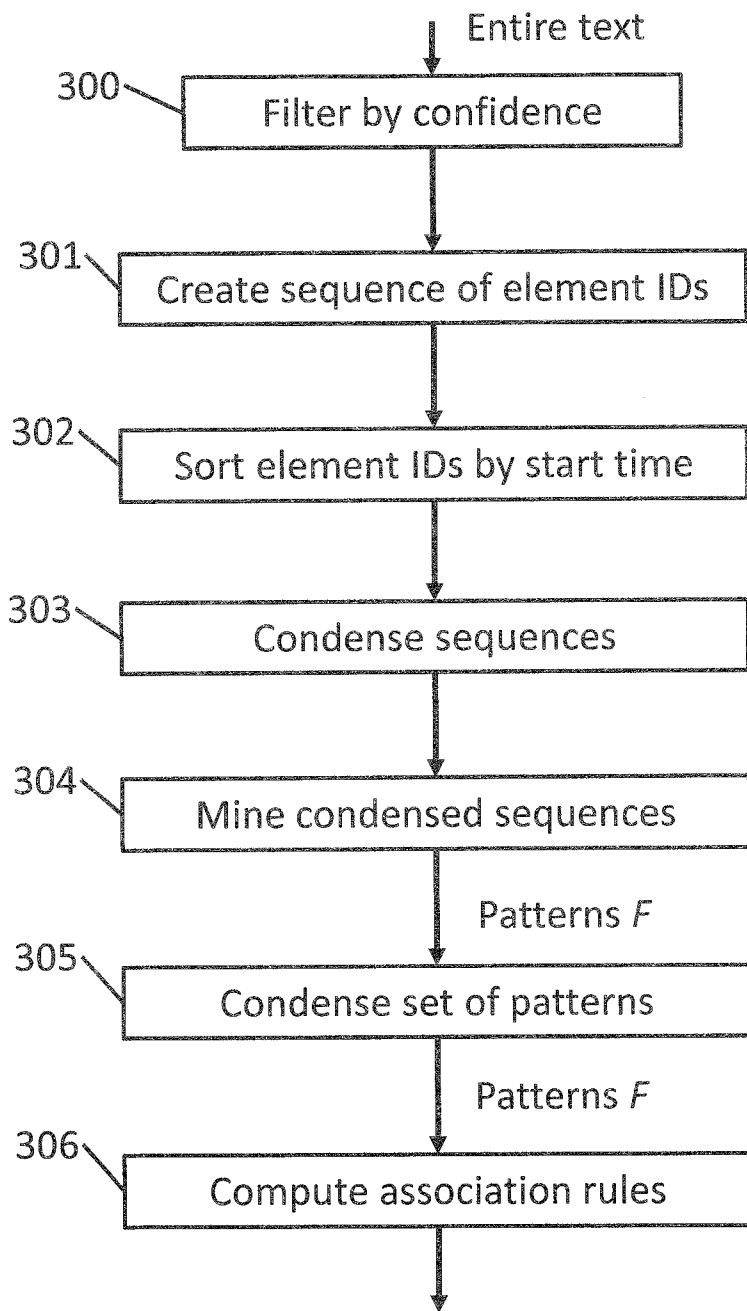 Entire text
300
Filter by confidence
301
Create sequence of element IDs
302
Sort element IDs by start time
303
Condense sequences
304
Mine condensed sequences
Patterns F
305
Condense set of patterns
Patterns F
306
Compute association rules